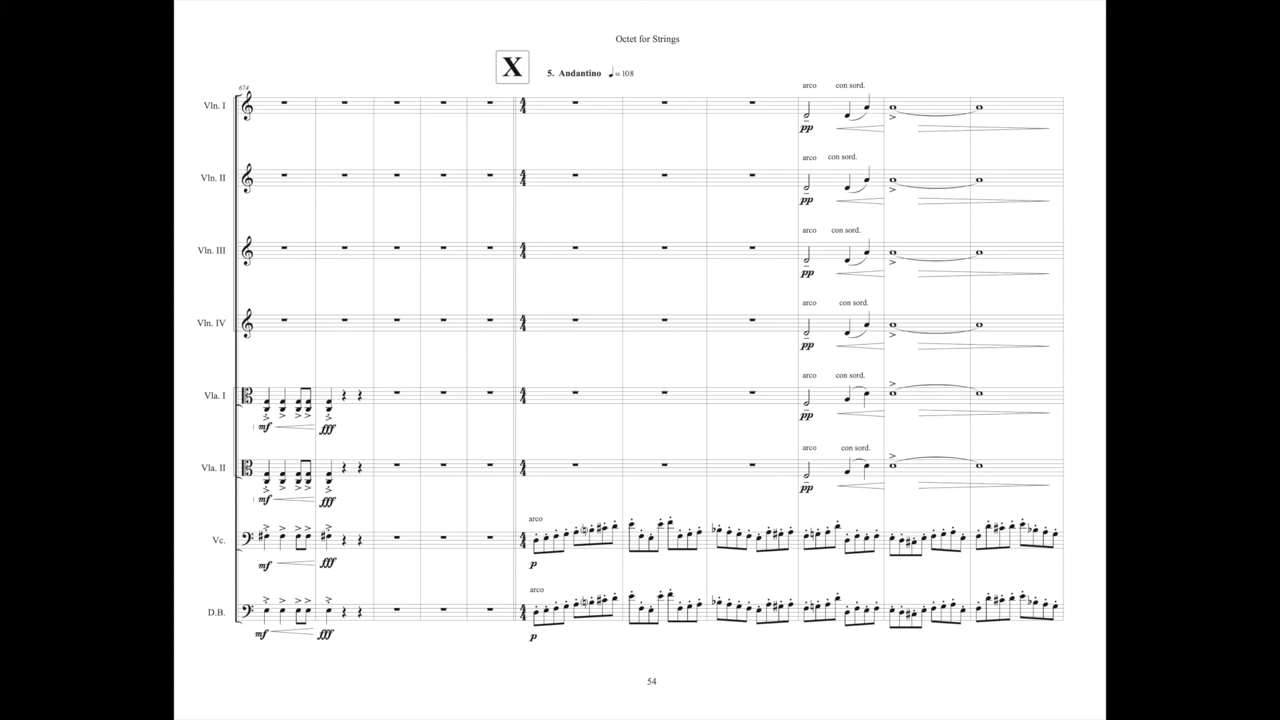 Octet for Strings
X
5. Andantino ♩ = 108
674
arco con sord.
Vln. I
pp
arco con sord.
Vln. II
pp
arco con sord.
Vln. III
pp
arco con sord.
Vln. IV
pp
arco con sord.
Vla. I
mf fff pp
arco con sord.
Vla. II
mf fff pp
arco
Vc.
mf fff p
arco
D.B.
mf fff p
54